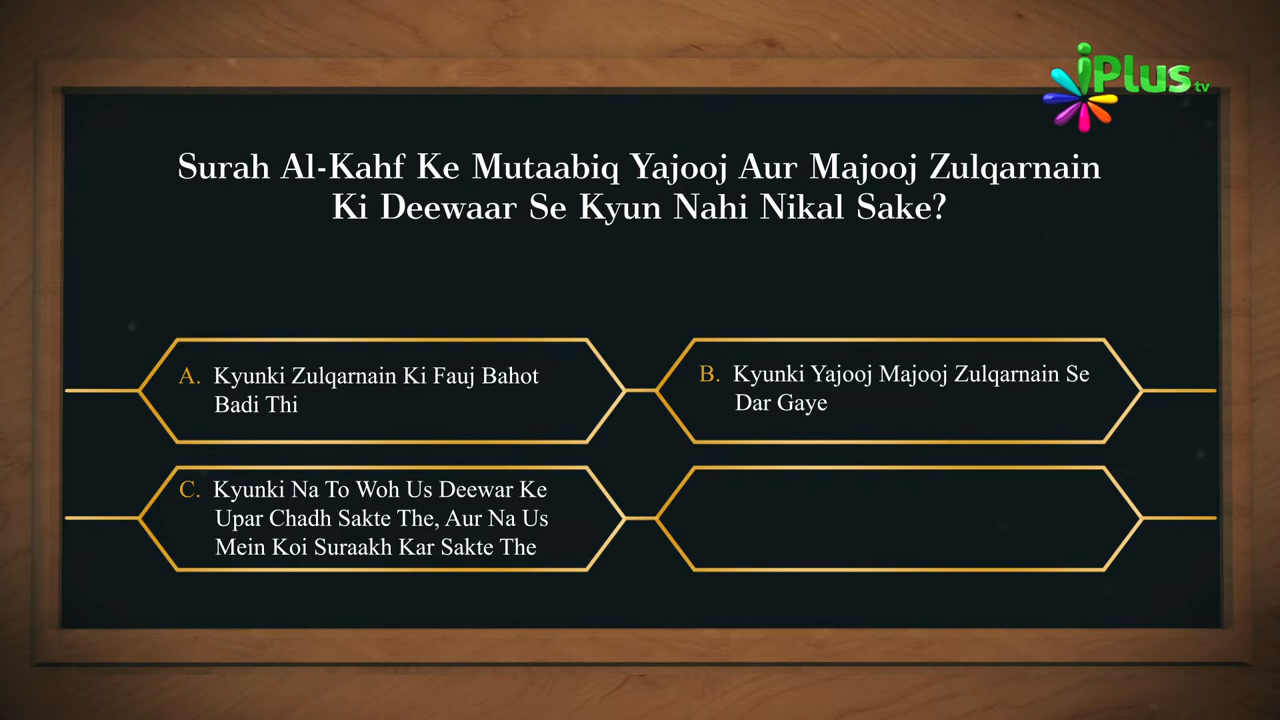 iPlus tv
Surah Al-Kahf Ke Mutaabiq Yajooj Aur Majooj Zulqarnain
Ki Deewaar Se Kyun Nahi Nikal Sake?
A. Kyunki Zulqarnain Ki Fauj Bahot
Badi Thi
B. Kyunki Yajooj Majooj Zulqarnain Se
Dar Gaye
C. Kyunki Na To Woh Us Deewar Ke
Upar Chadh Sakte The, Aur Na Us
Mein Koi Suraakh Kar Sakte The